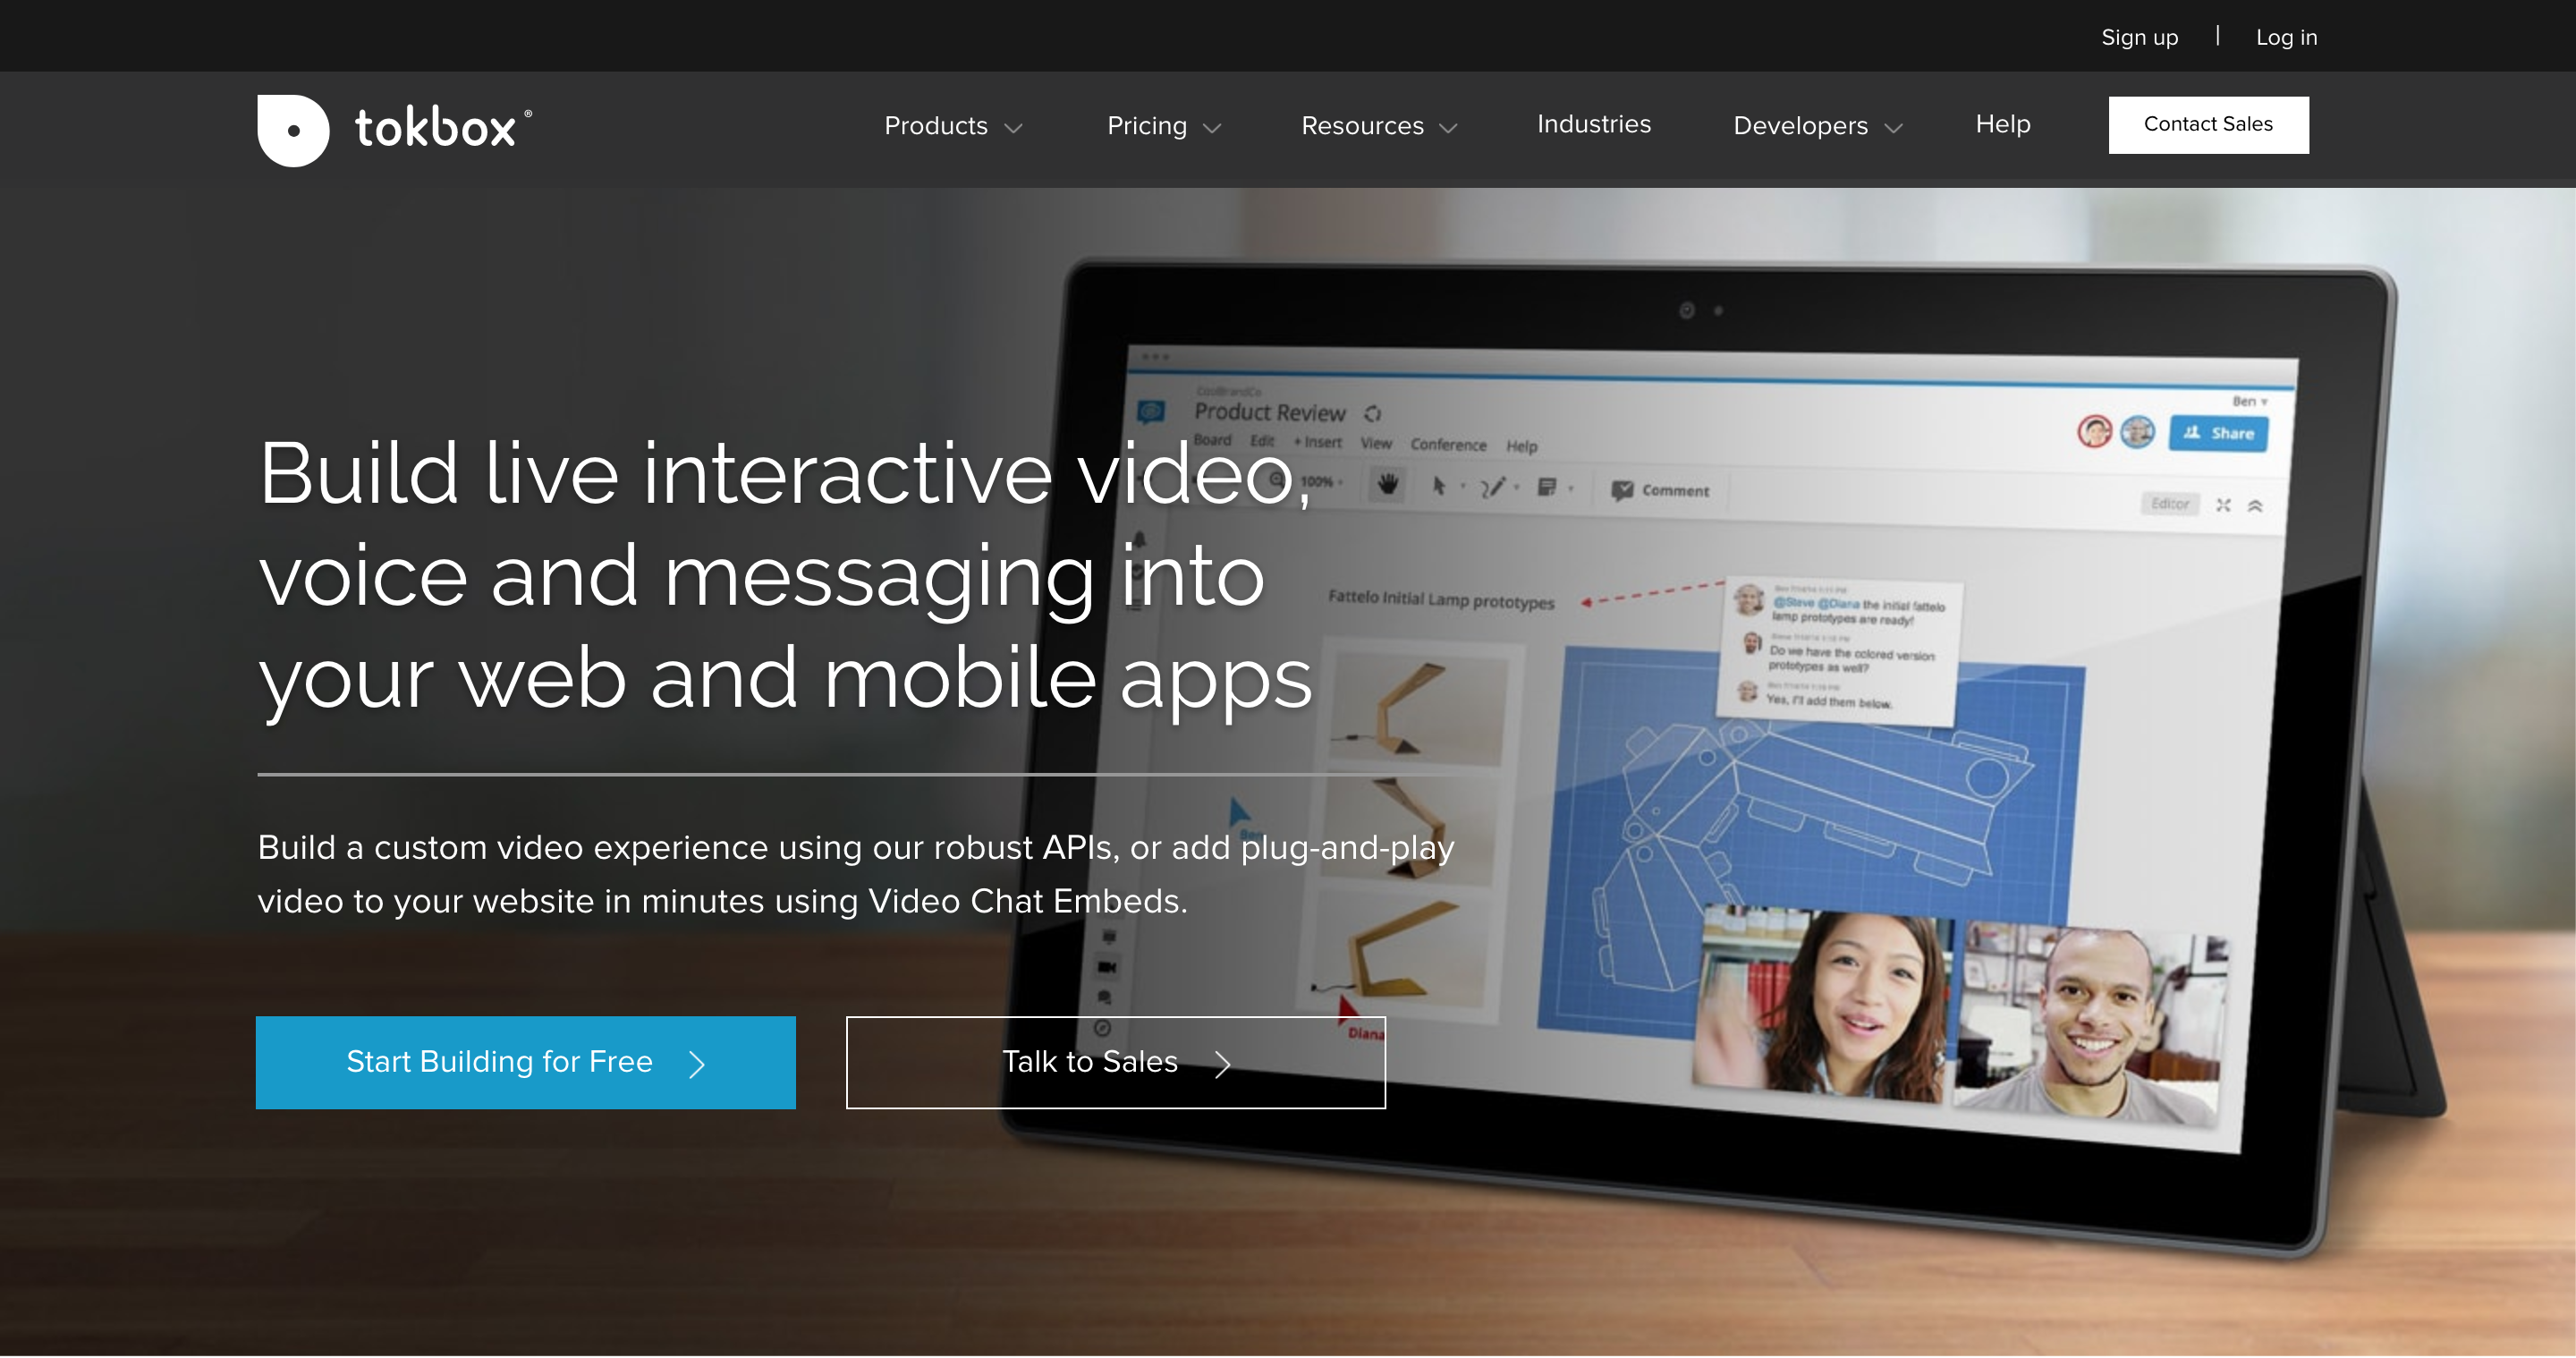 Sign up | Log in
tokbox®
Products Pricing Resources Industries Developers Help Contact Sales
Build live interactive video,
voice and messaging into
your web and mobile apps
Build a custom video experience using our robust APIs, or add plug-and-play
video to your website in minutes using Video Chat Embeds.
Start Building for Free
Talk to Sales
CoolBrandCo
Product Review
Ben
Share
Board Edit + Insert View Conference Help
100%
Comment
Editor
Fattelo Initial Lamp prototypes
@Steve @Diana the initial fattelo
lamp prototypes are ready!
Do we have the colored version
prototypes as well?
Yes, I'll add them below.
Ben
Diana